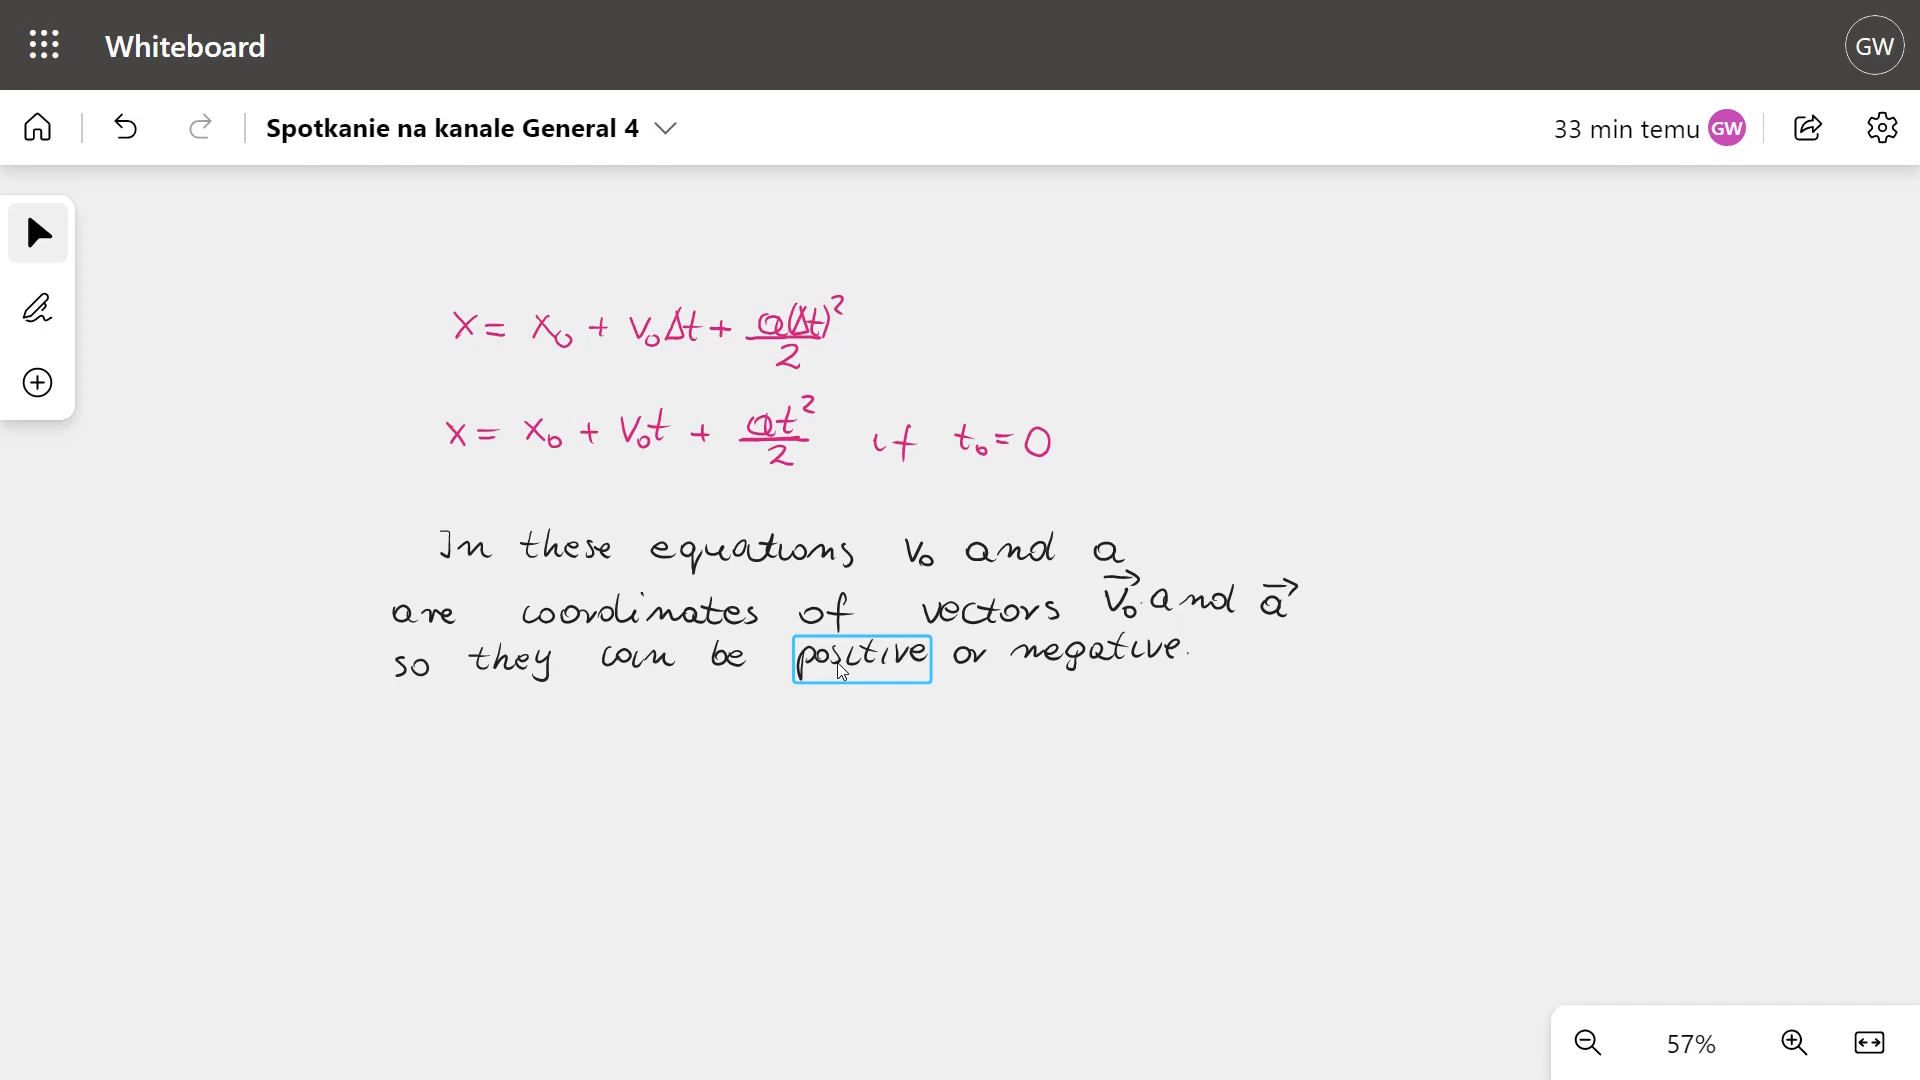 Whiteboard
GW
Spotkanie na kanale General 4
33 min temu GW
x = x₀ + v₀Δt + a(Δt)²/2
x = x₀ + v₀t + at²/2 if t₀ = 0
In these equations v₀ and a
are coordinates of vectors v⃗₀ and a⃗
so they can be positive or negative.
57%